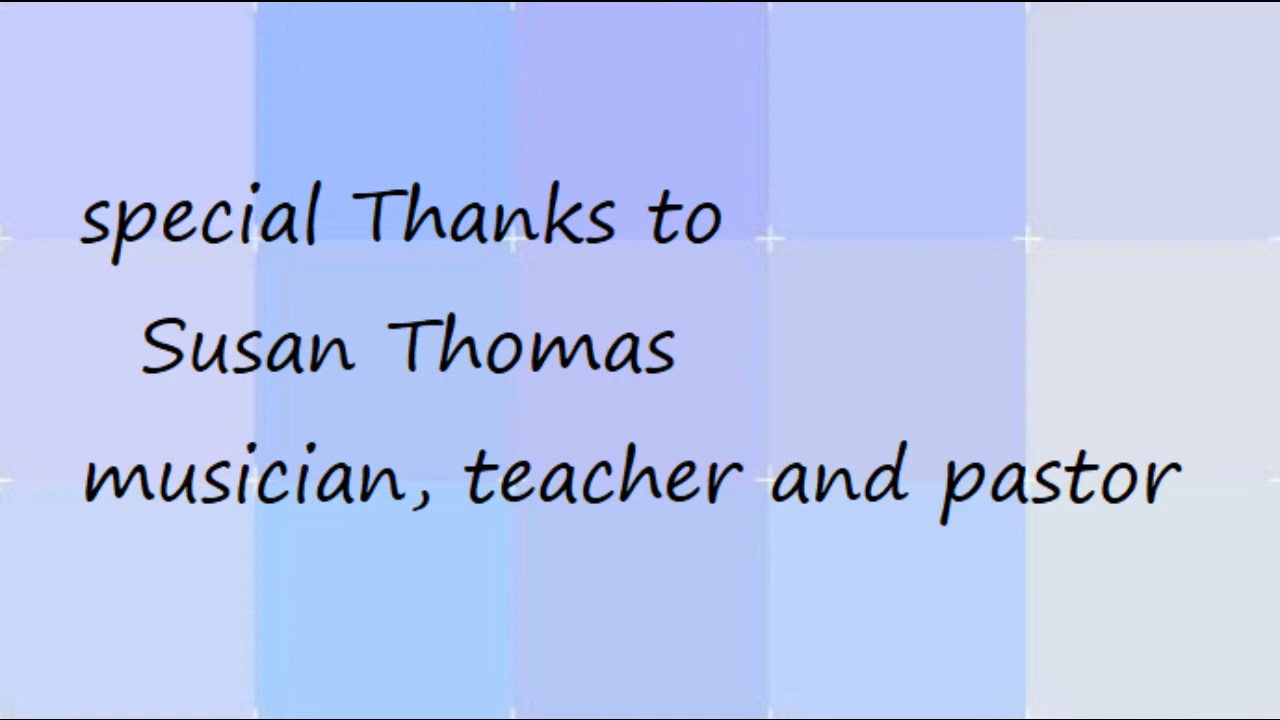 special Thanks to
Susan Thomas
musician, teacher and pastor